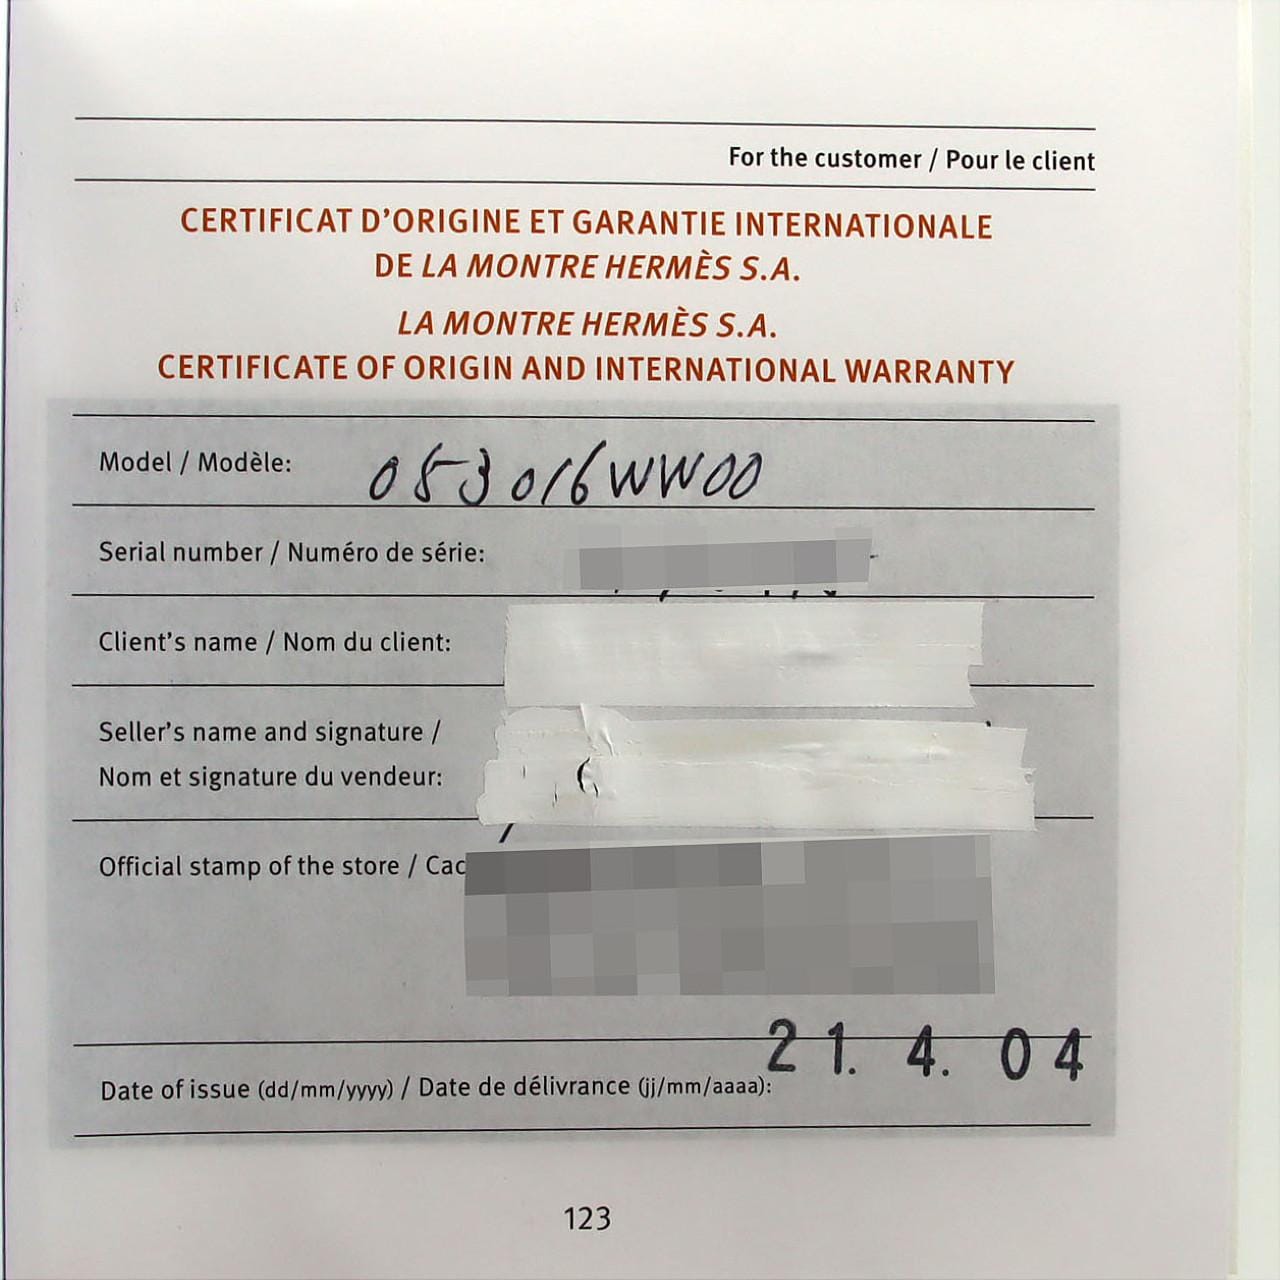 For the customer / Pour le client
CERTIFICAT D'ORIGINE ET GARANTIE INTERNATIONALE
DE LA MONTRE HERMÈS S.A.
LA MONTRE HERMÈS S.A.
CERTIFICATE OF ORIGIN AND INTERNATIONAL WARRANTY
Model / Modèle: 053016WW00
Serial number / Numéro de série:
Client's name / Nom du client:
Seller's name and signature /
Nom et signature du vendeur:
Official stamp of the store /
21. 4. 04
Date of issue (dd/mm/yyyy) / Date de délivrance (jj/mm/aaaa):
123